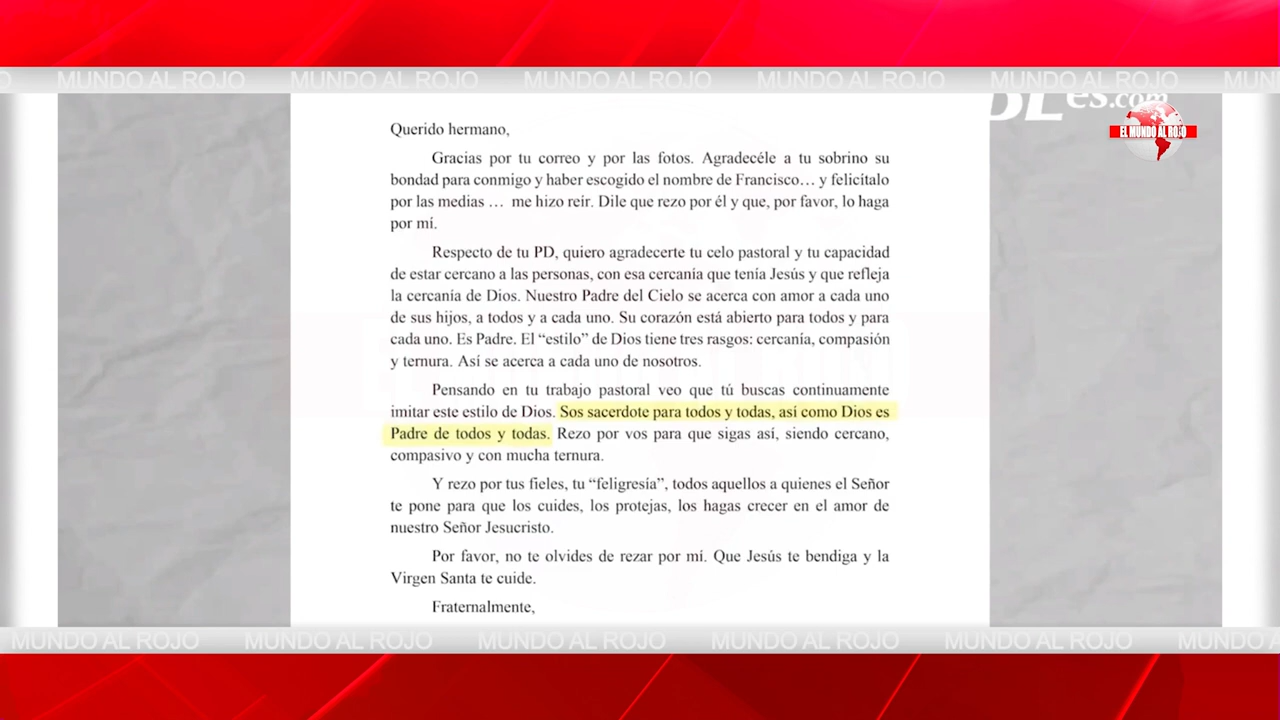 MUNDO AL ROJO MUNDO AL ROJO MUNDO AL ROJO MUNDO AL ROJO MUNDO AL ROJO
es.com
EL MUNDO AL ROJO
Querido hermano,
Gracias por tu correo y por las fotos. Agradecéle a tu sobrino su
bondad para conmigo y haber escogido el nombre de Francisco… y felicítalo
por las medias … me hizo reír. Dile que rezo por él y que, por favor, lo haga
por mí.
Respecto de tu PD, quiero agradecerte tu celo pastoral y tu capacidad
de estar cercano a las personas, con esa cercanía que tenía Jesús y que refleja
la cercanía de Dios. Nuestro Padre del Cielo se acerca con amor a cada uno
de sus hijos, a todos y a cada uno. Su corazón está abierto para todos y para
cada uno. Es Padre. El “estilo” de Dios tiene tres rasgos: cercanía, compasión
y ternura. Así se acerca a cada uno de nosotros.
Pensando en tu trabajo pastoral veo que tú buscas continuamente
imitar este estilo de Dios. Sos sacerdote para todos y todas, así como Dios es
Padre de todos y todas. Rezo por vos para que sigas así, siendo cercano,
compasivo y con mucha ternura.
Y rezo por tus fieles, tu “feligresía”, todos aquellos a quienes el Señor
te pone para que los cuides, los protejas, los hagas crecer en el amor de
nuestro Señor Jesucristo.
Por favor, no te olvides de rezar por mí. Que Jesús te bendiga y la
Virgen Santa te cuide.
Fraternalmente,
MUNDO AL ROJO MUNDO AL ROJO MUNDO AL ROJO MUNDO AL ROJO MUNDO AL ROJO MUNDO AL ROJO